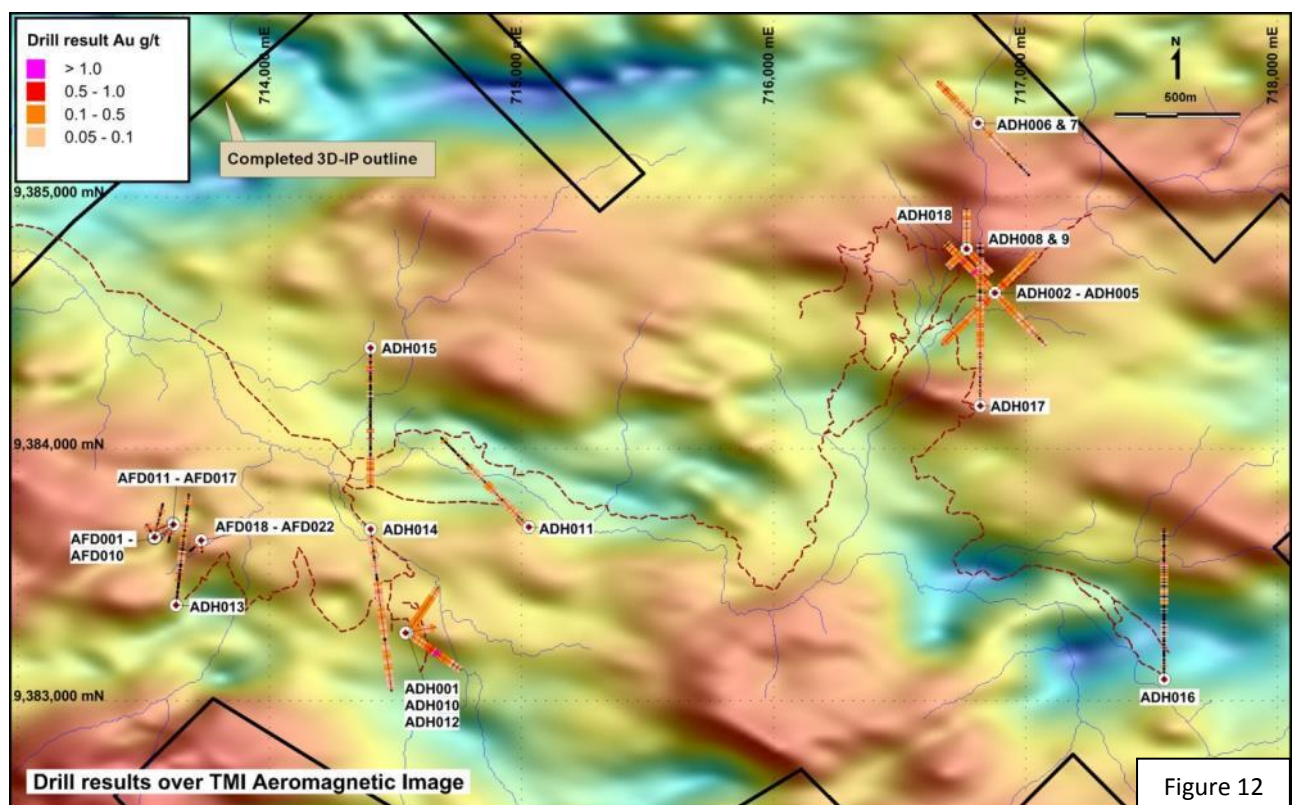 Drill result Au g/t
> 1.0
0.5 - 1.0
0.1 - 0.5
0.05 - 0.1
714,000 mE
715,000 mE
716,000 mE
717,000 mE
718,000 mE
N
500m
Completed 3D-IP outline
ADH006 & 7
9,385,000 mN
ADH018
ADH008 & 9
ADH002 - ADH005
ADH015
ADH017
9,384,000 mN
AFD011 - AFD017
AFD018 - AFD022
AFD001 -
AFD010
ADH014
ADH011
ADH013
9,383,000 mN
ADH001
ADH010
ADH012
ADH016
Drill results over TMI Aeromagnetic Image
Figure 12